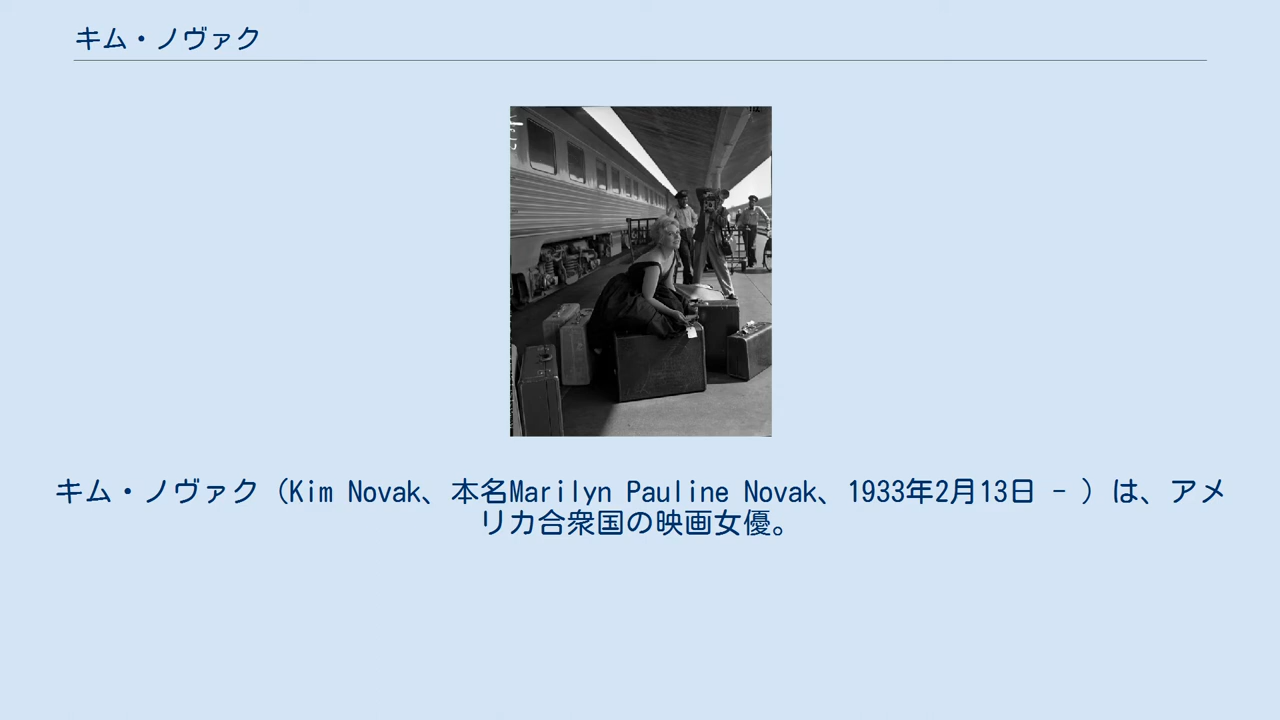 キム・ノヴァク
キム・ノヴァク（Kim Novak、本名Marilyn Pauline Novak、1933年2月13日 - ）は、アメ
リカ合衆国の映画女優。